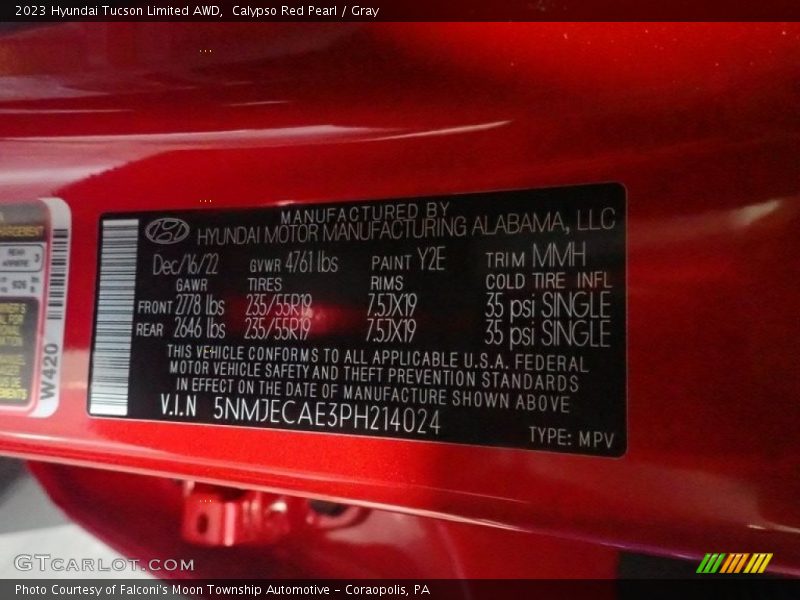 2023 Hyundai Tucson Limited AWD, Calypso Red Pearl / Gray
MANUFACTURED BY
HYUNDAI MOTOR MANUFACTURING ALABAMA, LLC
Dec/16/22 GVWR 4761 lbs PAINT Y2E TRIM MMH
GAWR TIRES RIMS COLD TIRE INFL
FRONT 2778 lbs 235/55R19 7.5JX19 35 psi SINGLE
REAR 2646 lbs 235/55R19 7.5JX19 35 psi SINGLE
THIS VEHICLE CONFORMS TO ALL APPLICABLE U.S.A. FEDERAL
MOTOR VEHICLE SAFETY AND THEFT PREVENTION STANDARDS
IN EFFECT ON THE DATE OF MANUFACTURE SHOWN ABOVE
V.I.N 5NMJECAE3PH214024
TYPE: MPV
REAR
3
W420
GTCARLOT.COM
Photo Courtesy of Falconi's Moon Township Automotive - Coraopolis, PA